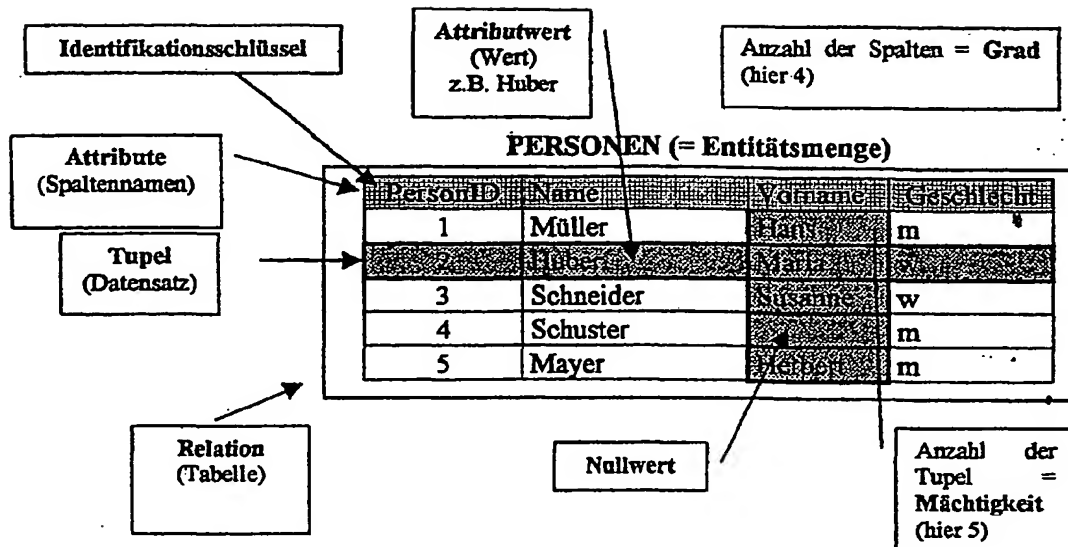 Identifikationsschlüssel
Attributwert
(Wert)
z.B. Huber
Anzahl der Spalten = Grad
(hier 4)
PERSONEN (= Entitätsmenge)
Attribute
(Spaltennamen)
PersonID Name Vorname Geschlecht
1 Müller Hans m
2 Huber Maria
3 Schneider Susanne w
4 Schuster m
5 Mayer Herbert m
Tupel
(Datensatz)
Relation
(Tabelle)
Nullwert
Anzahl der
Tupel =
Mächtigkeit
(hier 5)